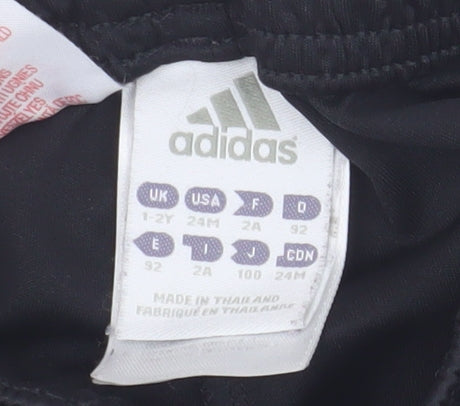 adidas
UK USA F D
1-2Y 24M 2A 92
E I J CDN
92 2A 100 24M
MADE IN THAILAND
FABRIQUÉ EN THAILANDE